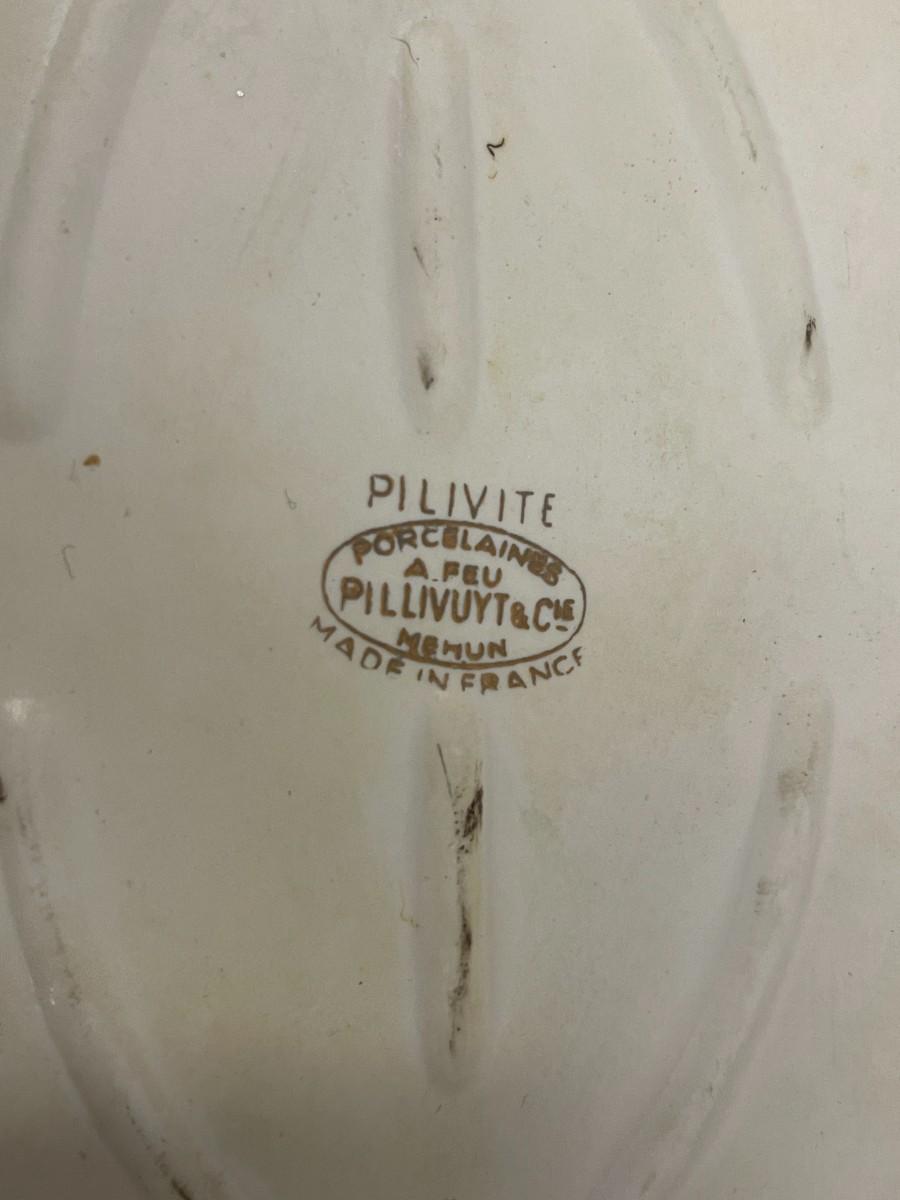 PILIVITE
PORCELAINES
A FEU
PILLIVUYT & CIE
MEHUN
MADE IN FRANCE